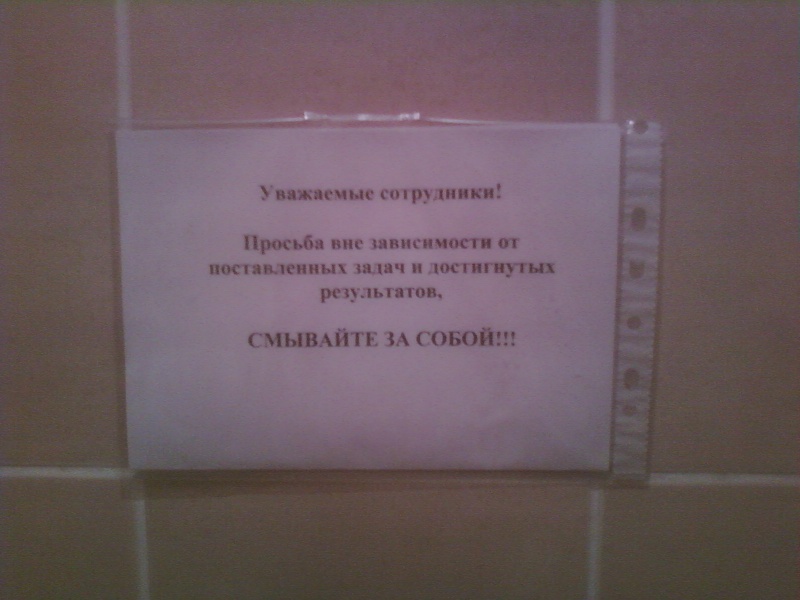 Уважаемые сотрудники!
Просьба вне зависимости от
поставленных задач и достигнутых
результатов,
СМЫВАЙТЕ ЗА СОБОЙ!!!